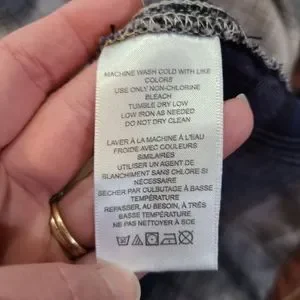 MACHINE WASH COLD WITH LIKE
COLORS
USE ONLY NON-CHLORINE
BLEACH
TUMBLE DRY LOW
LOW IRON AS NEEDED
DO NOT DRY CLEAN
LAVER À LA MACHINE À L'EAU
FROIDE AVEC COULEURS
SIMILAIRES
UTILISER UN AGENT DE
BLANCHIMENT SANS CHLORE SI
NÉCESSAIRE
SECHER PAR CULBUTAGE À BASSE
TEMPÉRATURE
REPASSER, AU BESOIN, À TRÈS
BASSE TEMPÉRATURE
NE PAS NETTOYER À SCE